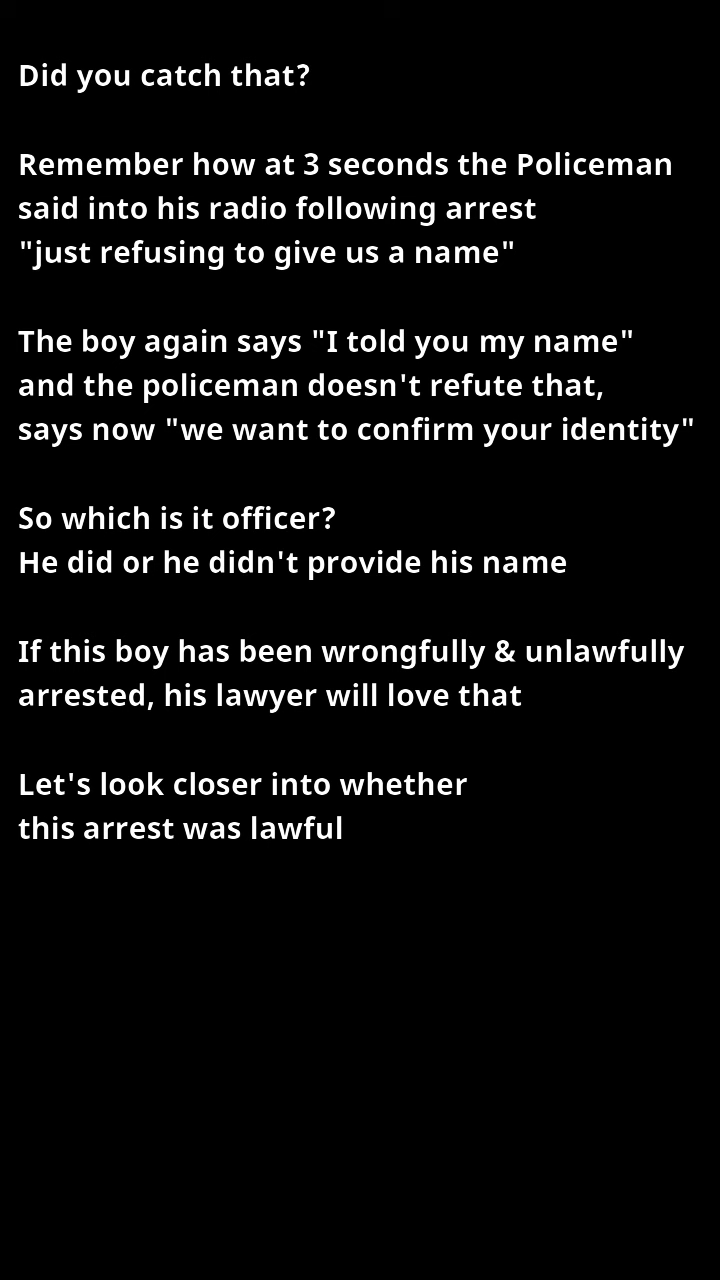 Did you catch that?
Remember how at 3 seconds the Policeman
said into his radio following arrest
"just refusing to give us a name"
The boy again says "I told you my name"
and the policeman doesn't refute that,
says now "we want to confirm your identity"
So which is it officer?
He did or he didn't provide his name
If this boy has been wrongfully & unlawfully
arrested, his lawyer will love that
Let's look closer into whether
this arrest was lawful